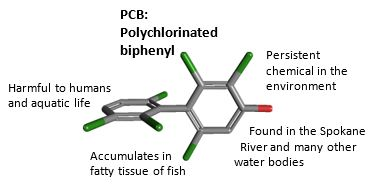 PCB:
Polychlorinated
biphenyl
Persistent
chemical in the
environment
Harmful to humans
and aquatic life
Found in the Spokane
River and many other
water bodies
Accumulates in
fatty tissue of fish